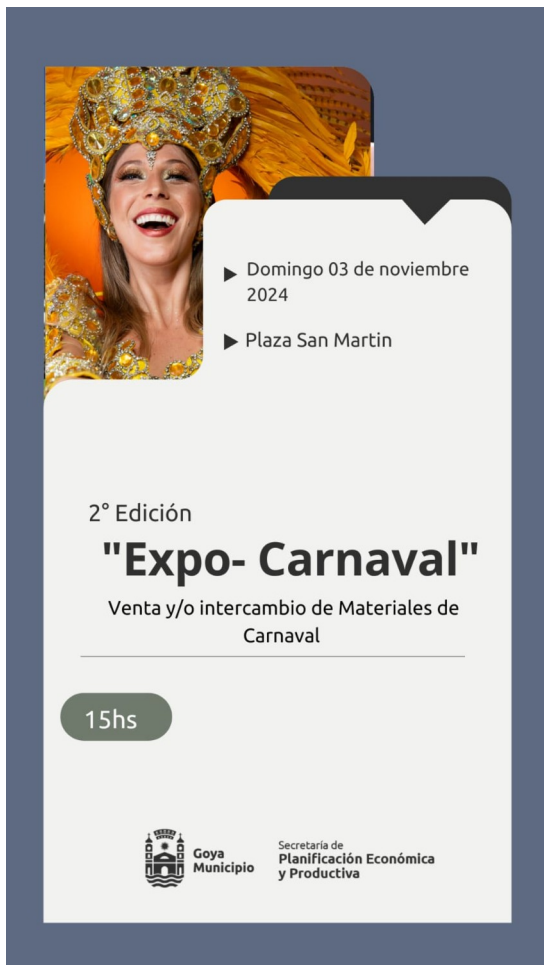 Domingo 03 de noviembre
2024
Plaza San Martin
2° Edición
"Expo- Carnaval"
Venta y/o intercambio de Materiales de
Carnaval
15hs
Goya
Municipio
Secretaría de
Planificación Económica
y Productiva